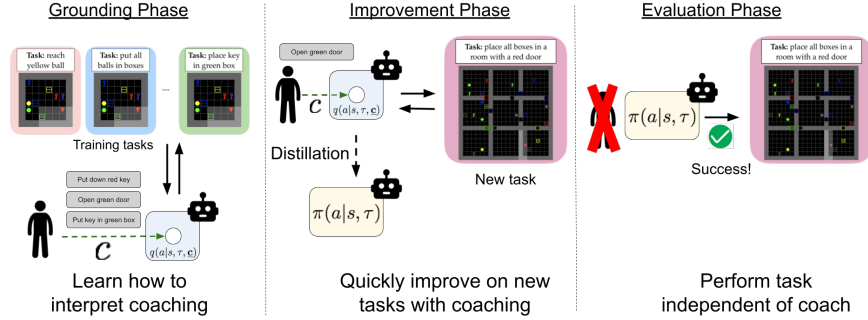 Grounding Phase
Task: reach
yellow ball
Task: put all
balls in boxes
...
Task: place key
in green box
Training tasks
Put down red key
Open green door
Put key in green box
C
q(a|s, τ, c)
Learn how to
interpret coaching
Improvement Phase
Open green door
C
q(a|s, τ, c)
Distillation
π(a|s, τ)
Task: place all boxes in a
room with a red door
New task
Quickly improve on new
tasks with coaching
Evaluation Phase
π(a|s, τ)
Success!
Task: place all boxes in a
room with a red door
Perform task
independent of coach